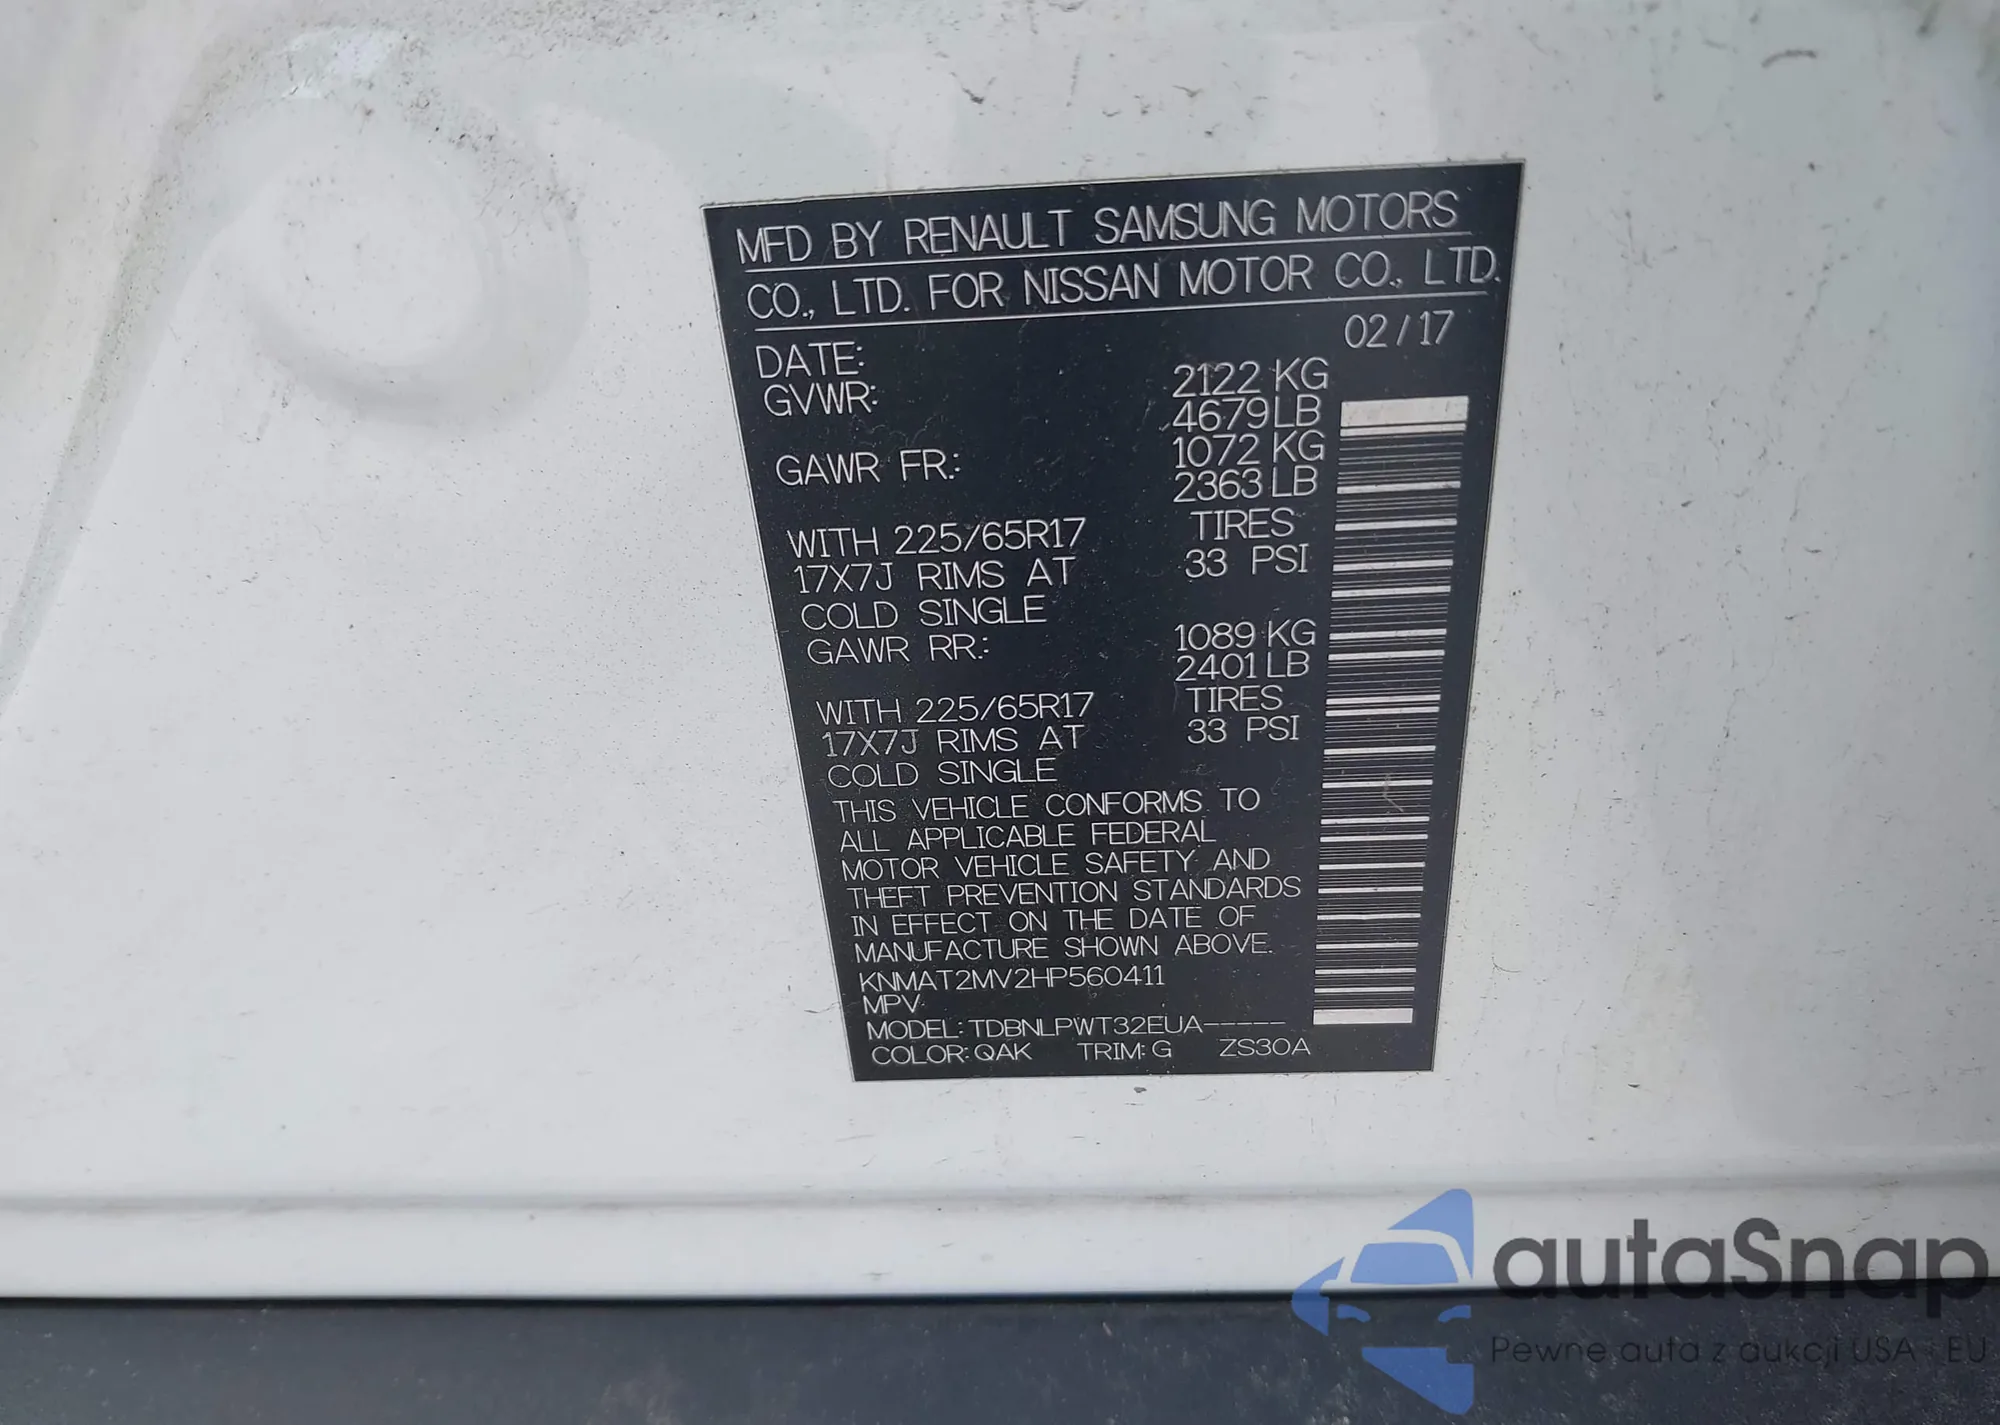 MFD BY RENAULT SAMSUNG MOTORS
CO., LTD. FOR NISSAN MOTOR CO., LTD.
DATE: 02/17
GVWR: 2122 KG
4679 LB
GAWR FR.: 1072 KG
2363 LB
WITH 225/65R17 TIRES
17X7J RIMS AT 33 PSI
COLD SINGLE
GAWR RR.: 1089 KG
2401 LB
WITH 225/65R17 TIRES
17X7J RIMS AT 33 PSI
COLD SINGLE
THIS VEHICLE CONFORMS TO
ALL APPLICABLE FEDERAL
MOTOR VEHICLE SAFETY AND
THEFT PREVENTION STANDARDS
IN EFFECT ON THE DATE OF
MANUFACTURE SHOWN ABOVE.
KNMAT2MV2HP560411
MPV
MODEL: TDBNLPWT32EUA-----
COLOR: QAK TRIM: G ZS30A
autaSnap
Pewne auta z aukcji USA i EU